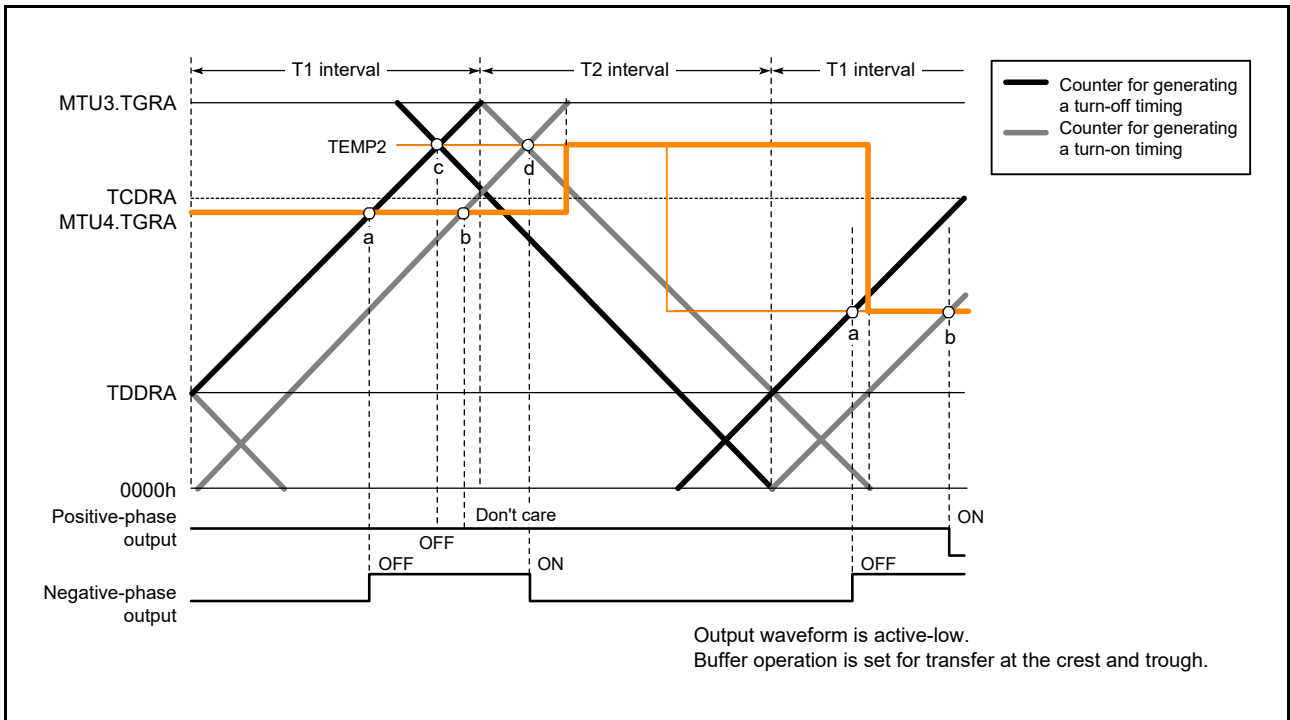 T1 interval
T2 interval
T1 interval
Counter for generating
a turn-off timing
Counter for generating
a turn-on timing
MTU3.TGRA
TEMP2
c
d
TCDRA
MTU4.TGRA
a
b
a
b
TDDRA
0000h
Positive-phase
output
Don't care
ON
OFF
OFF
ON
OFF
Negative-phase
output
Output waveform is active-low.
Buffer operation is set for transfer at the crest and trough.